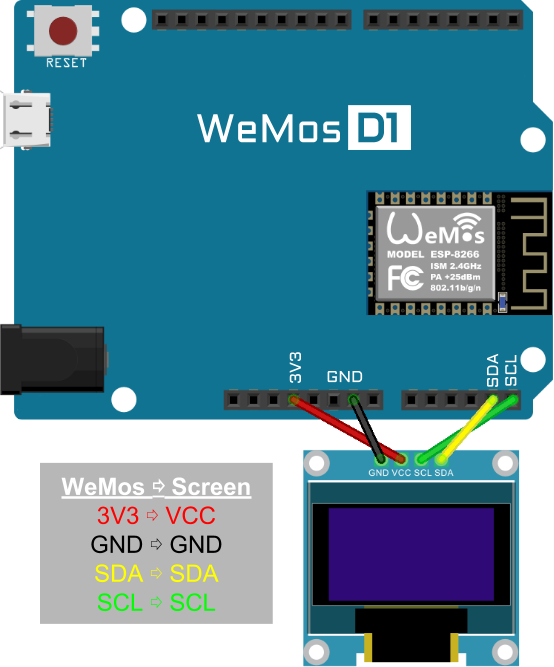 RESET
WeMos D1
WeMos
MODEL ESP-8266
ISM 2.4GHz
PA +25dBm
802.11b/g/n
FC
3V3
GND
SDA
SCL
GND VCC SCL SDA
WeMos ⇨ Screen
3V3 ⇨ VCC
GND ⇨ GND
SDA ⇨ SDA
SCL ⇨ SCL